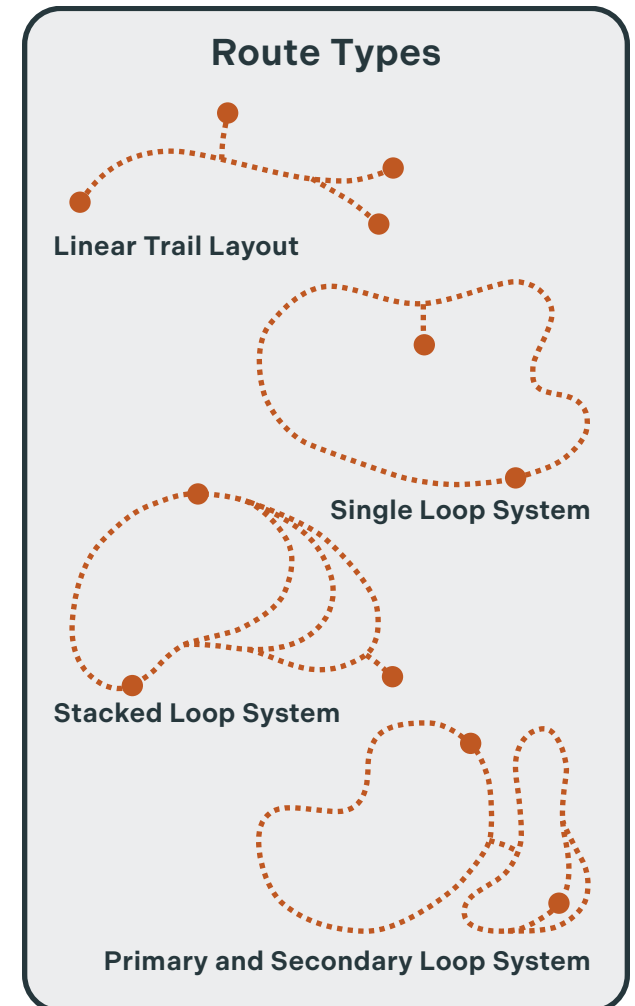 Route Types
Linear Trail Layout
Single Loop System
Stacked Loop System
Primary and Secondary Loop System